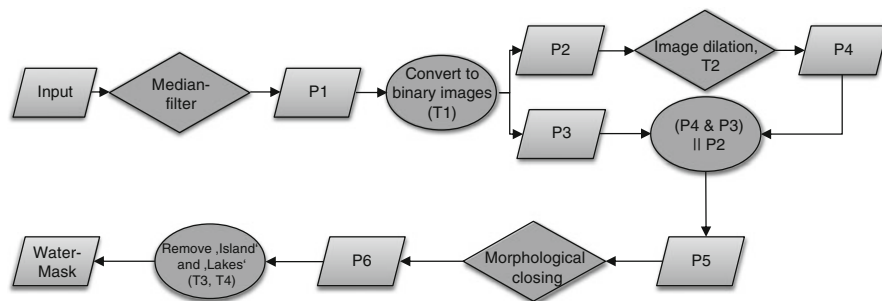 Input
Median-
filter
P1
Convert to
binary images
(T1)
P2
Image dilation,
T2
P4
P3
(P4 & P3)
|| P2
P5
Morphological
closing
P6
Remove ‚Island‘
and ‚Lakes‘
(T3, T4)
Water-
Mask